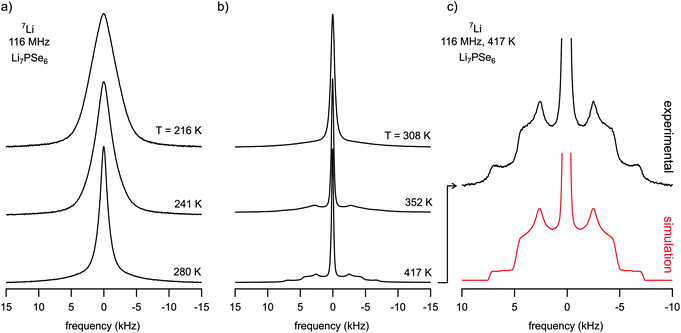 a)
⁷Li
116 MHz
Li₇PSe₆
T = 216 K
241 K
280 K
15 10 5 0 -5 -10 -15
frequency (kHz)
b)
T = 308 K
352 K
417 K
15 10 5 0 -5 -10 -15
frequency (kHz)
c)
⁷Li
116 MHz, 417 K
Li₇PSe₆
experimental
simulation
10 5 0 -5 -10
frequency (kHz)